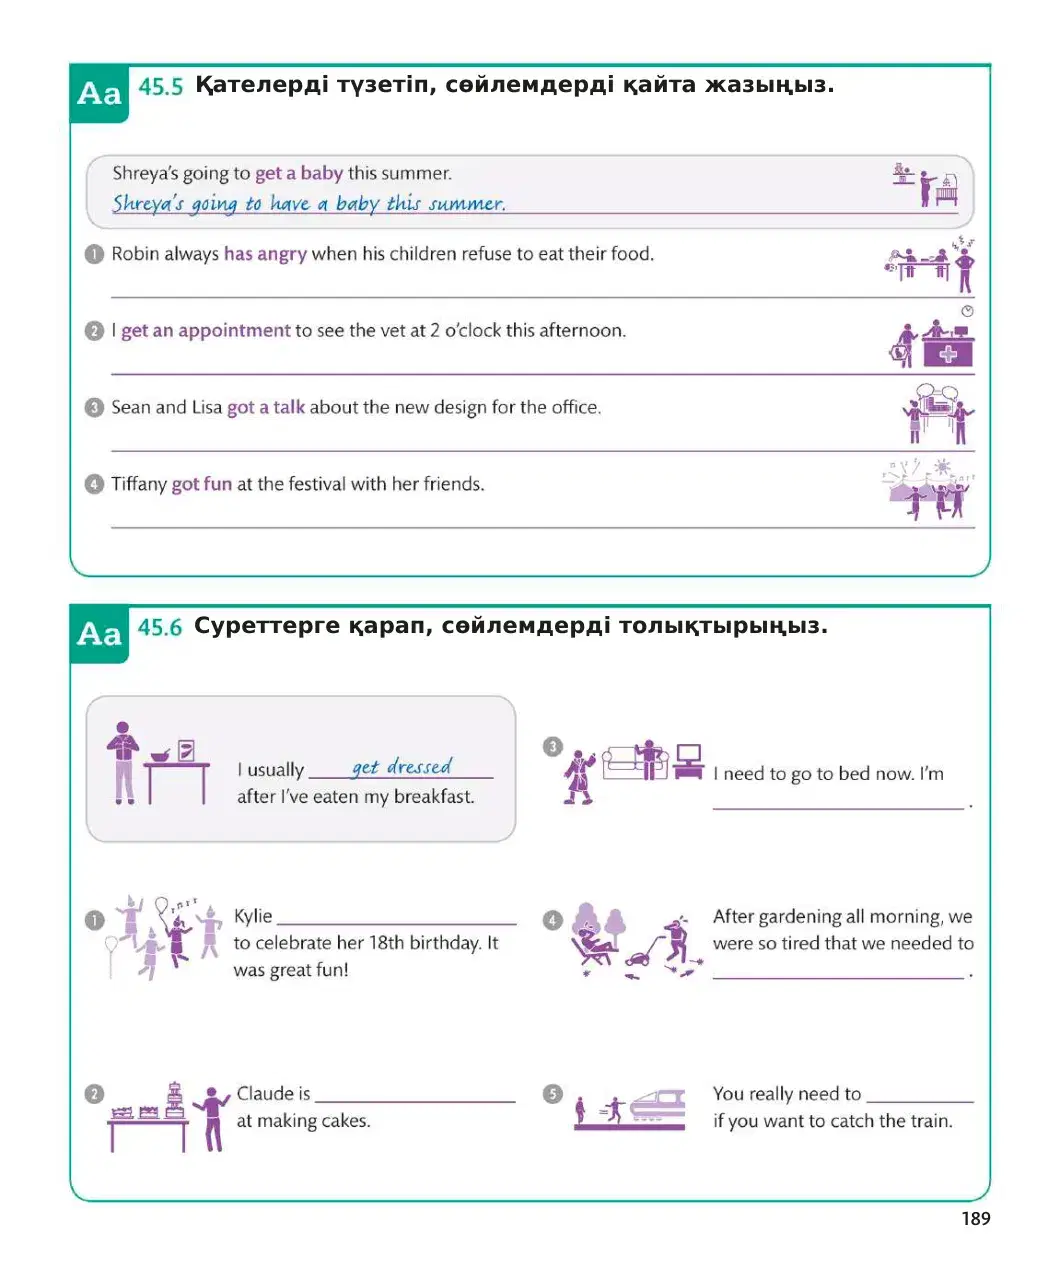 Aa 45.5 Қателерді түзетіп, сөйлемдерді қайта жазыңыз.
Shreya's going to get a baby this summer.
Shreya's going to have a baby this summer.
1 Robin always has angry when his children refuse to eat their food.
2 I get an appointment to see the vet at 2 o'clock this afternoon.
3 Sean and Lisa got a talk about the new design for the office.
4 Tiffany got fun at the festival with her friends.
Aa 45.6 Суреттерге қарап, сөйлемдерді толықтырыңыз.
I usually get dressed
after I've eaten my breakfast.
1 Kylie
to celebrate her 18th birthday. It
was great fun!
2 Claude is
at making cakes.
3 I need to go to bed now. I'm
.
4 After gardening all morning, we
were so tired that we needed to
.
5 You really need to
if you want to catch the train.
189